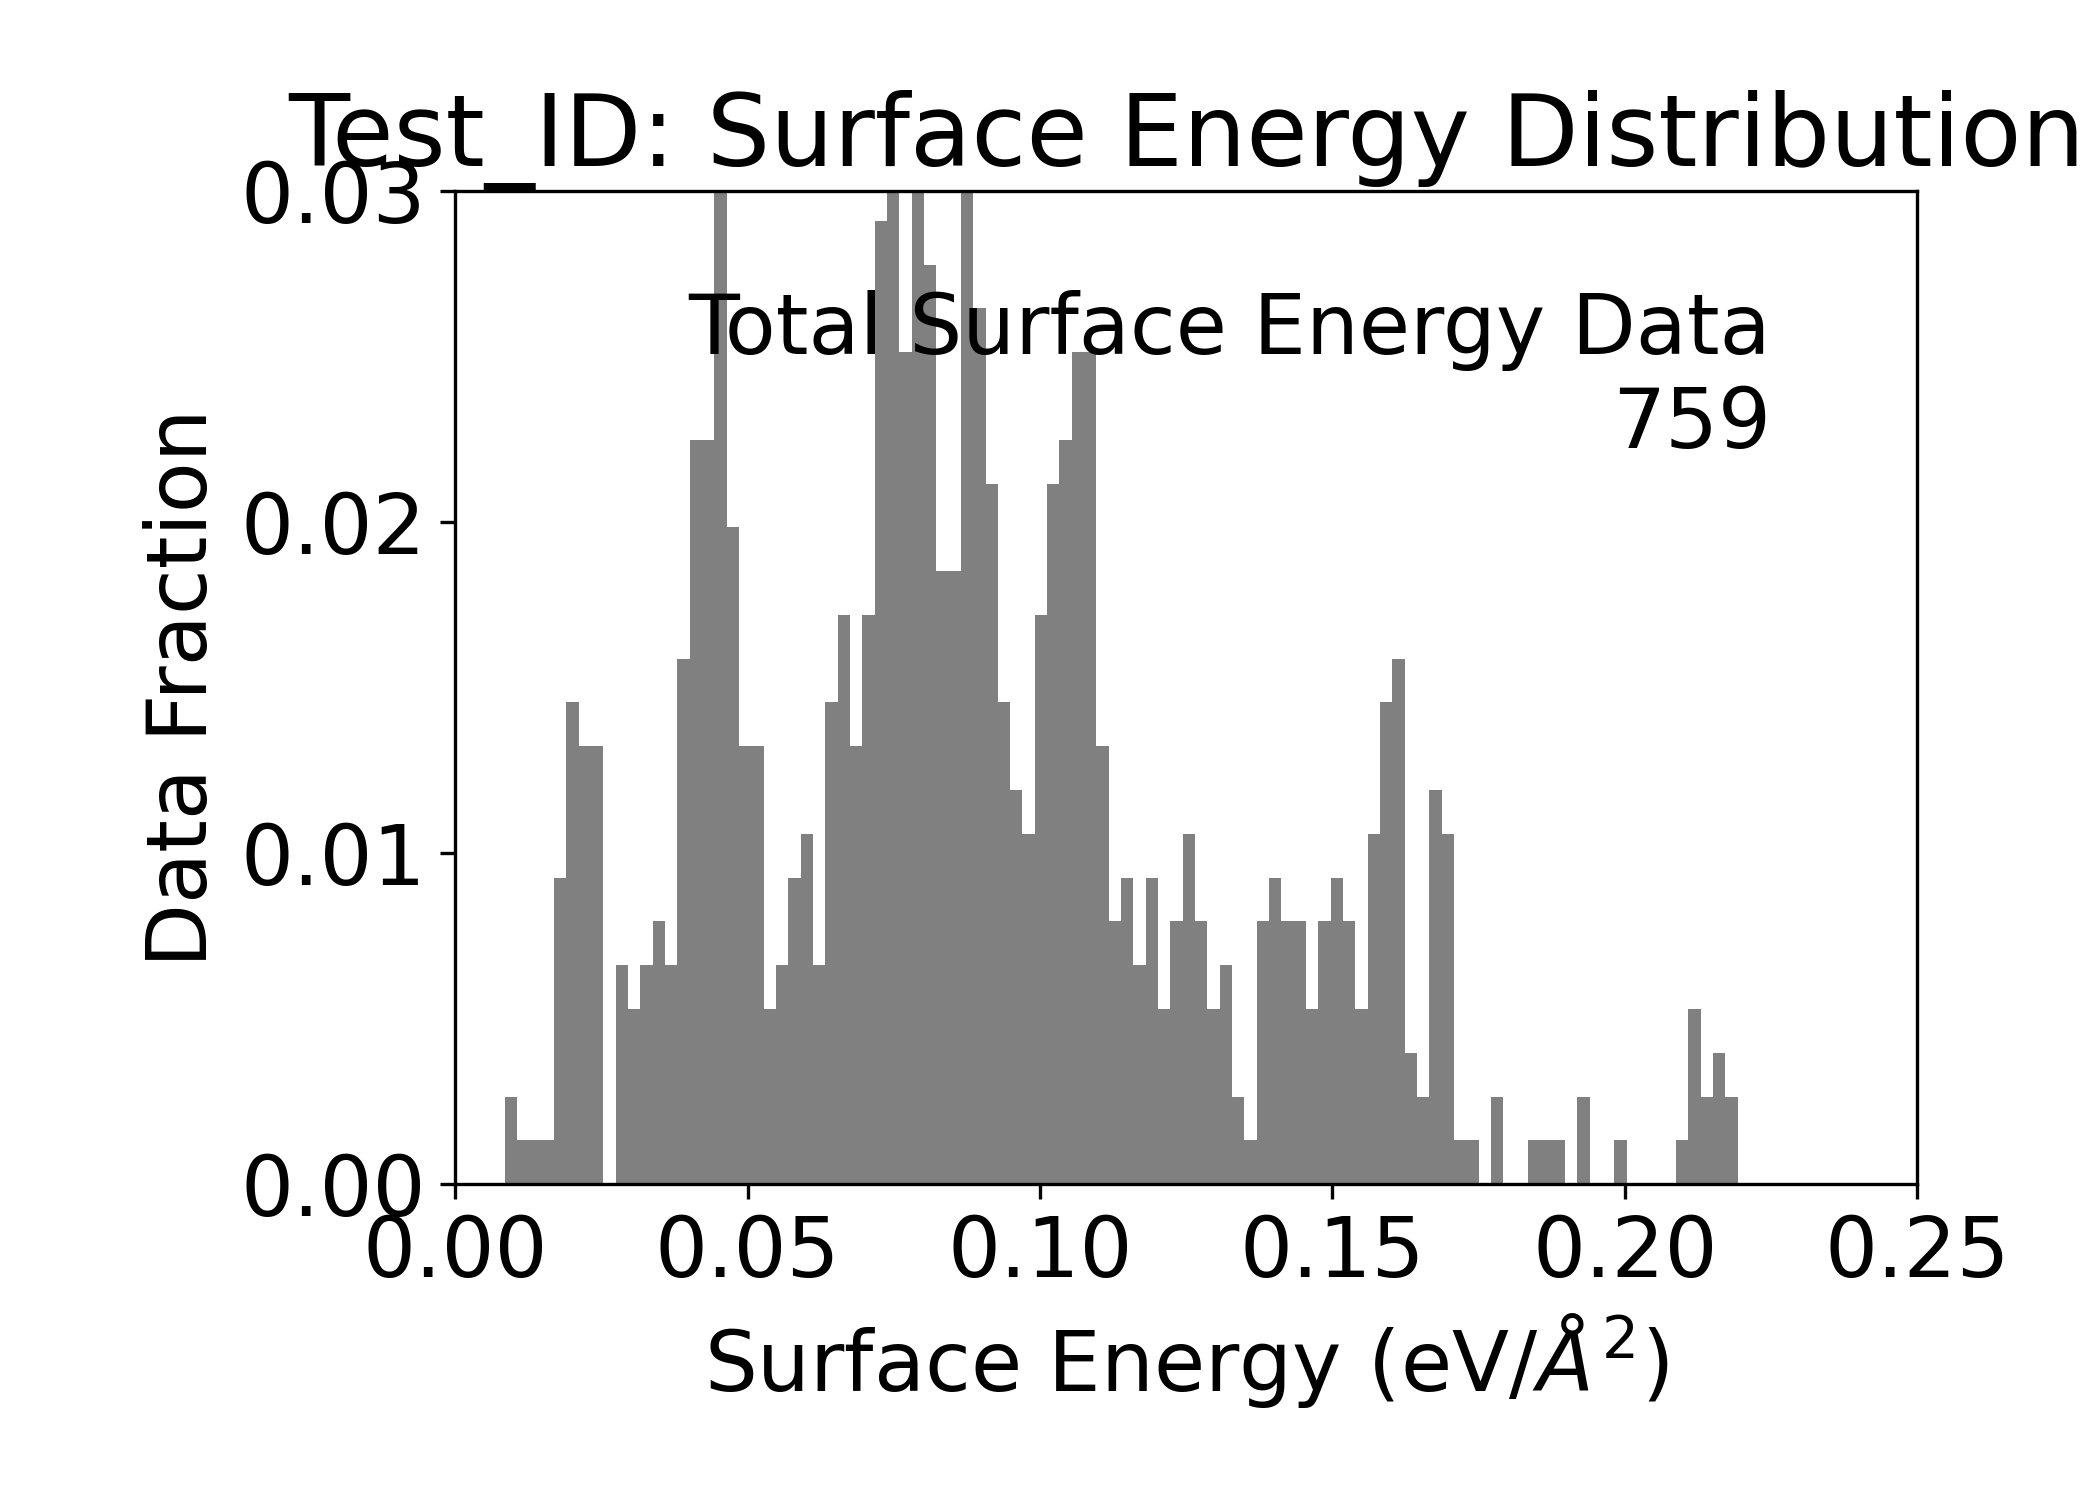 Test_ID: Surface Energy Distribution
0.03
Total Surface Energy Data
759
0.02
Data Fraction
0.01
0.00
0.00 0.05 0.10 0.15 0.20 0.25
Surface Energy (eV/Å²)